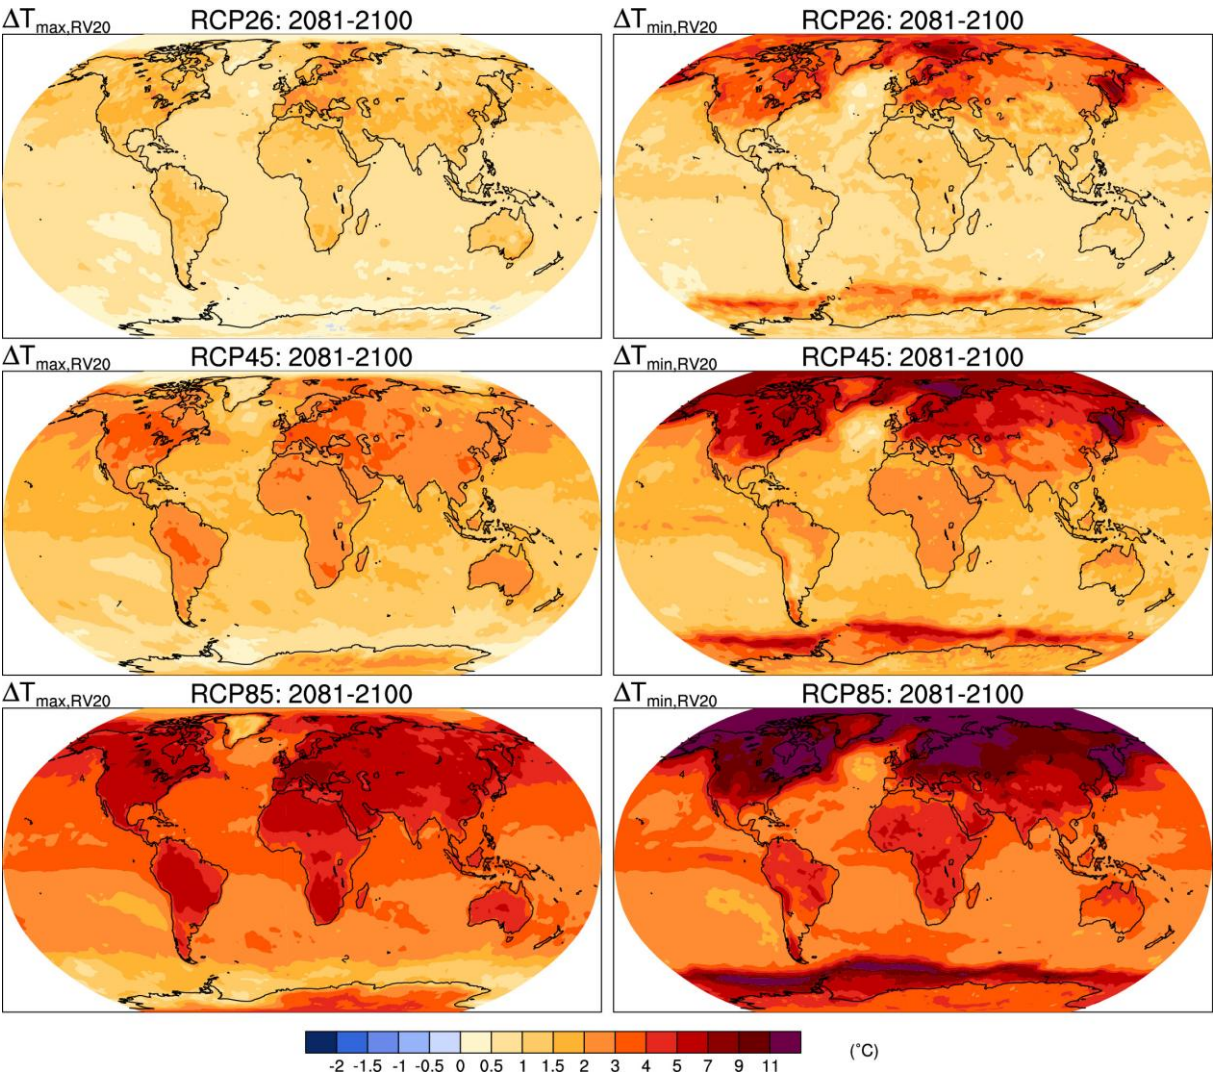 ΔTmax,RV20 RCP26: 2081-2100
ΔTmin,RV20 RCP26: 2081-2100
ΔTmax,RV20 RCP45: 2081-2100
ΔTmin,RV20 RCP45: 2081-2100
ΔTmax,RV20 RCP85: 2081-2100
ΔTmin,RV20 RCP85: 2081-2100
-2 -1.5 -1 -0.5 0 0.5 1 1.5 2 3 4 5 7 9 11 (°C)